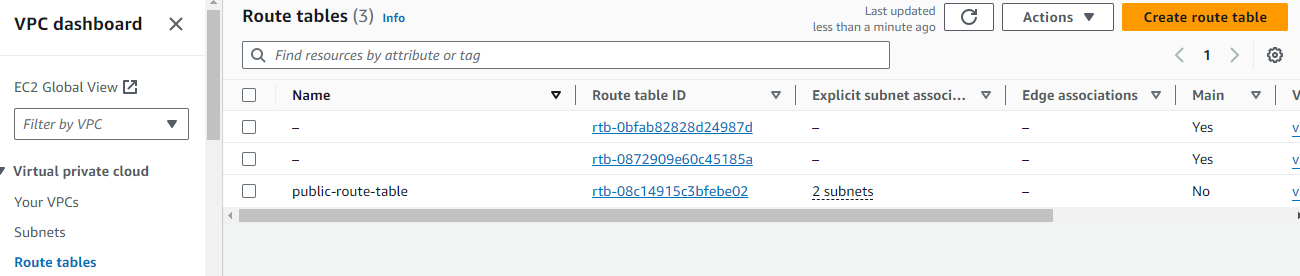 VPC dashboard
EC2 Global View
Filter by VPC
Virtual private cloud
Your VPCs
Subnets
Route tables
Route tables (3) Info
Last updated
less than a minute ago
Actions
Create route table
Find resources by attribute or tag
1
Name Route table ID Explicit subnet associ... Edge associations Main V
– rtb-0bfab82828d24987d – – Yes v
– rtb-0872909e60c45185a – – Yes v
public-route-table rtb-08c14915c3bfebe02 2 subnets – No v